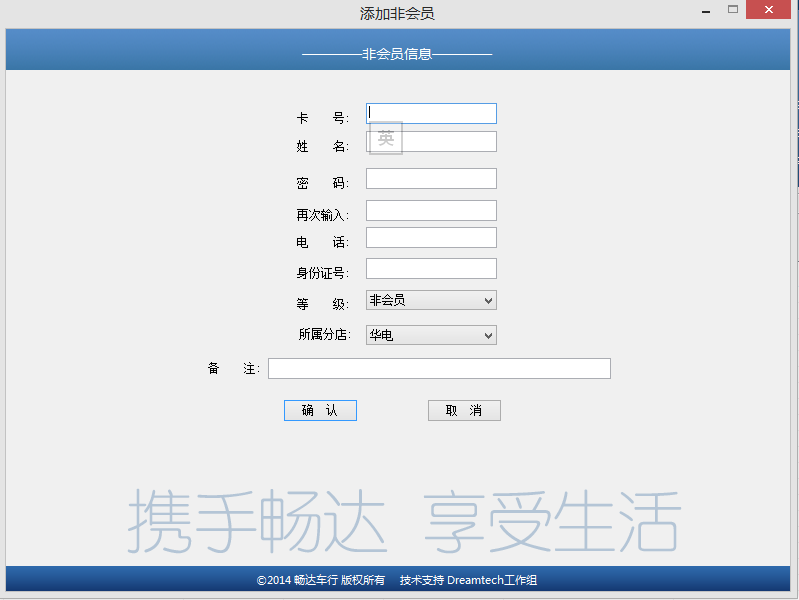 添加非会员
————非会员信息————
卡 号:
英
姓 名:
密 码:
再次输入:
电 话:
身份证号:
等 级: 非会员
所属分店: 华电
备 注:
确 认 取 消
携手畅达 享受生活
©2014 畅达车行 版权所有 技术支持 Dreamtech工作组